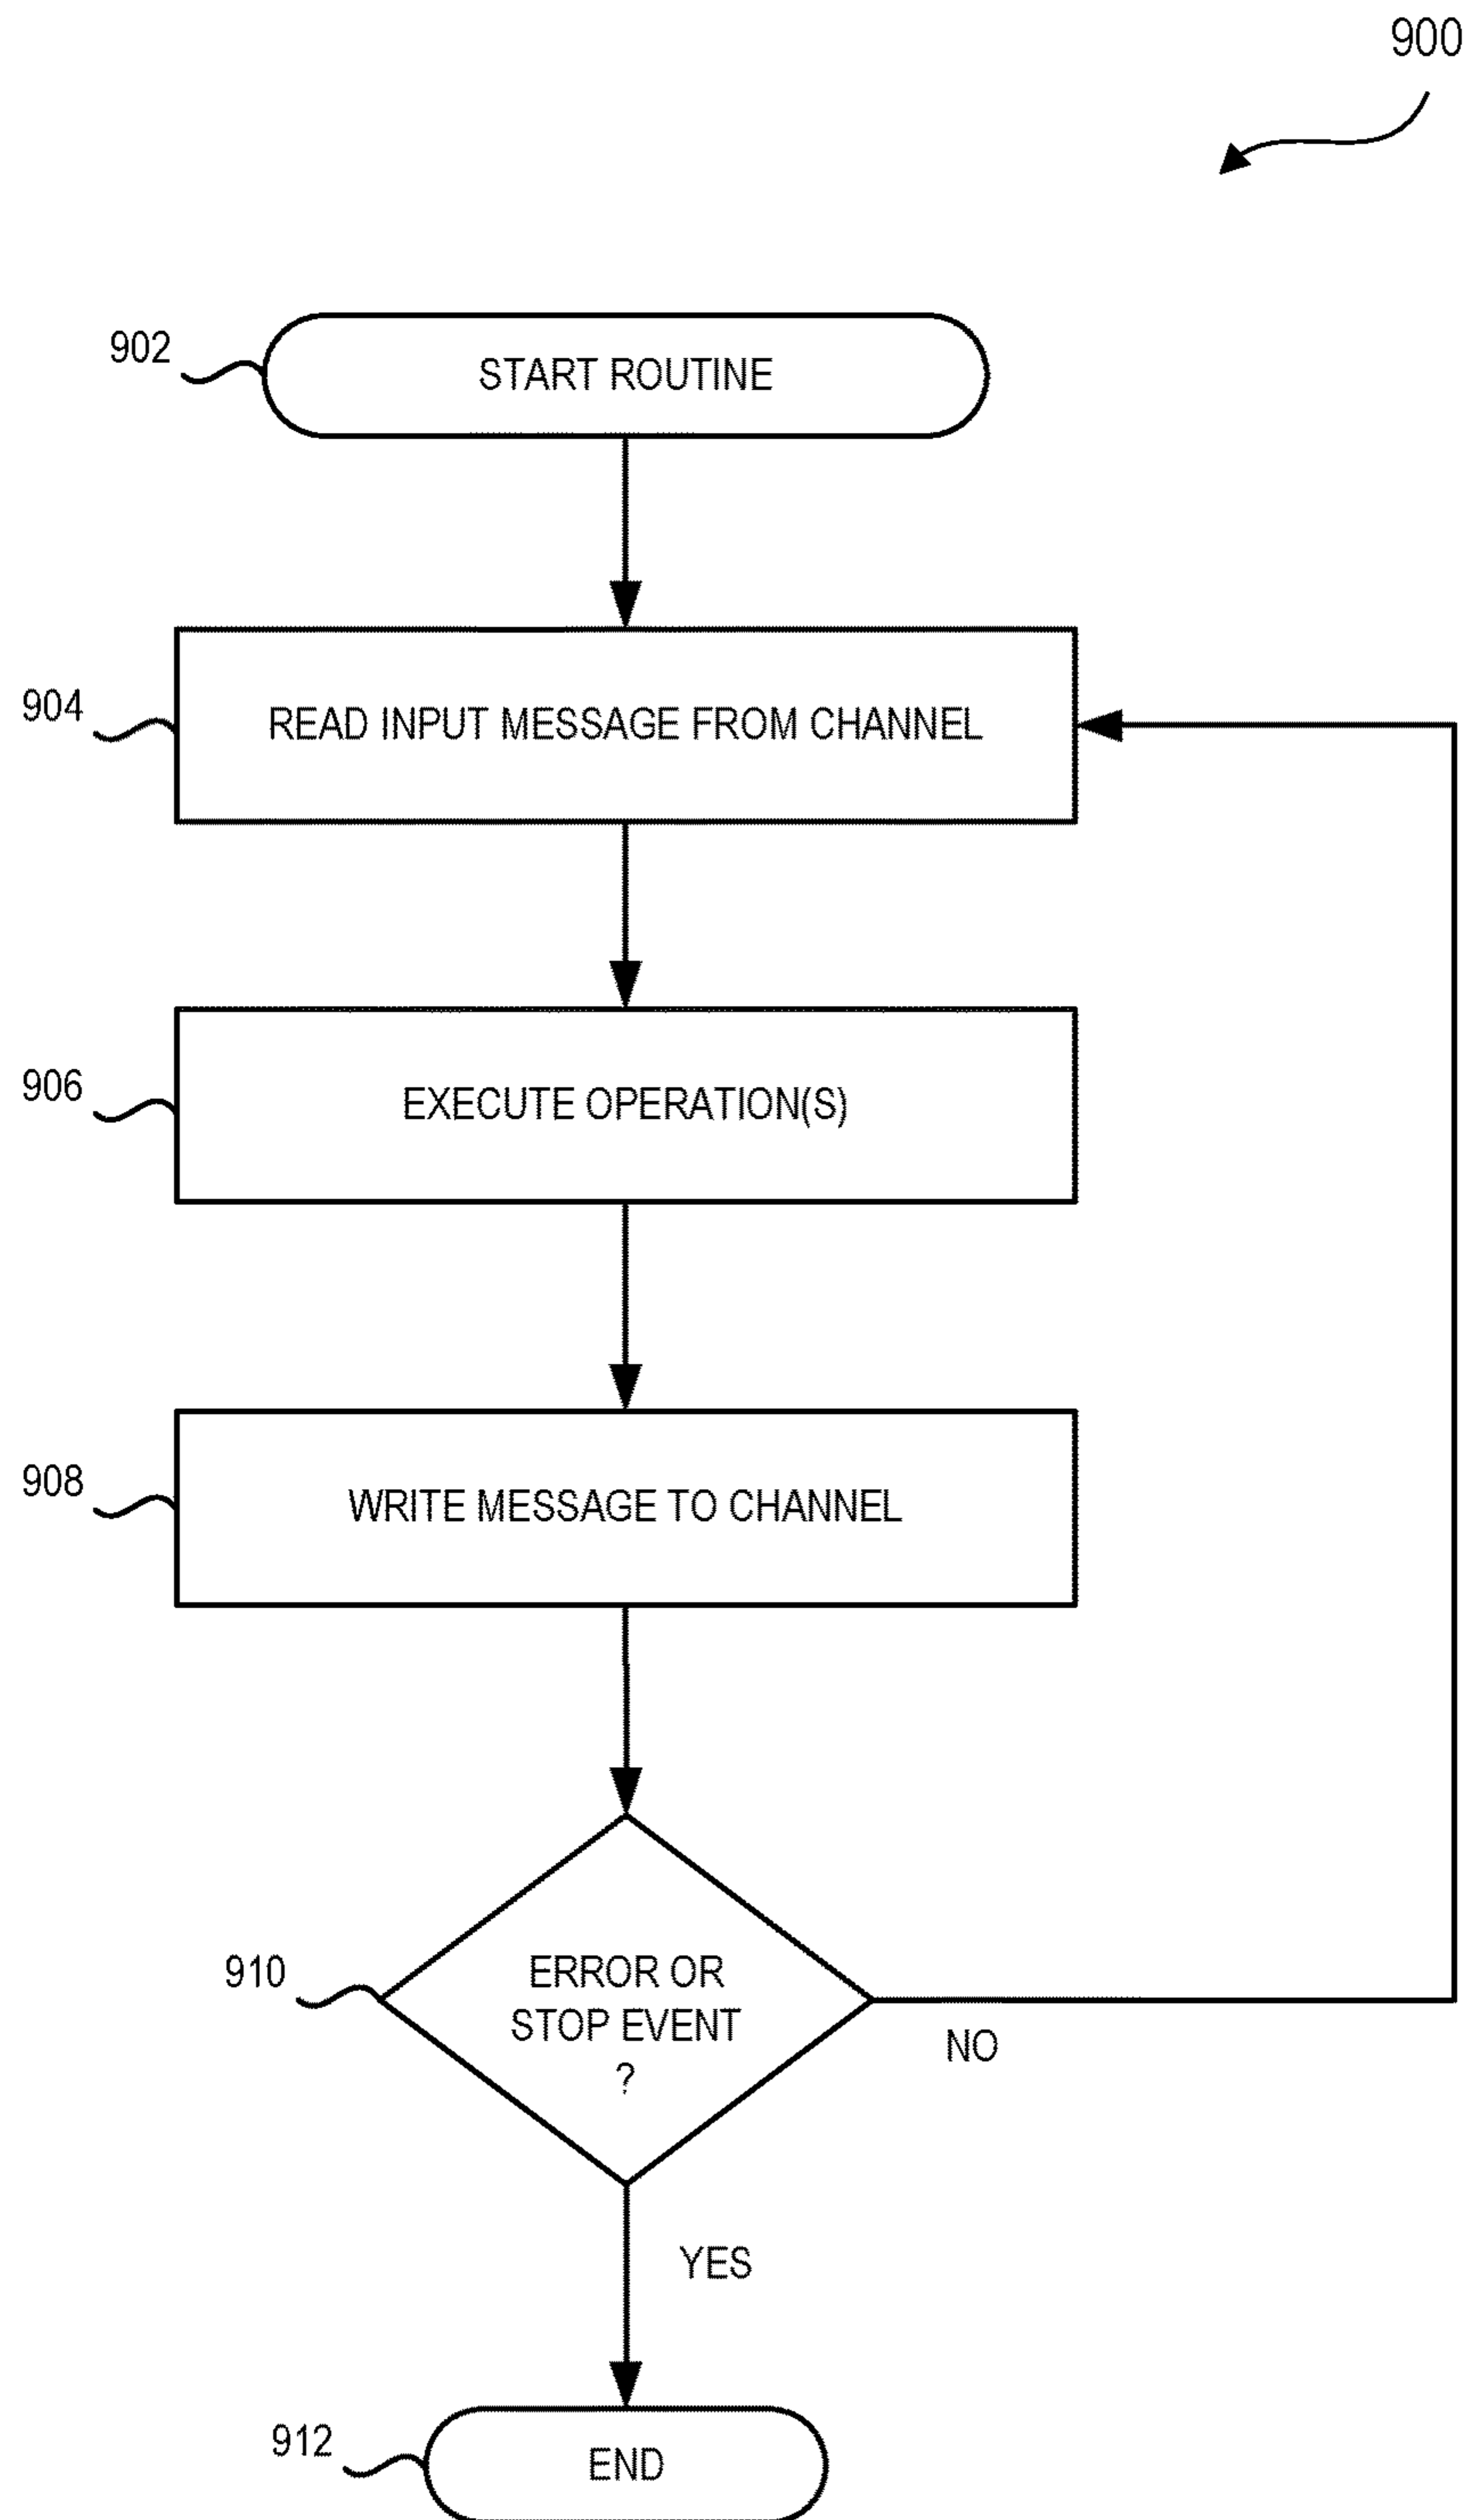 900
902
START ROUTINE
904
READ INPUT MESSAGE FROM CHANNEL
906
EXECUTE OPERATION(S)
908
WRITE MESSAGE TO CHANNEL
910
ERROR OR
STOP EVENT
?
NO
YES
912
END